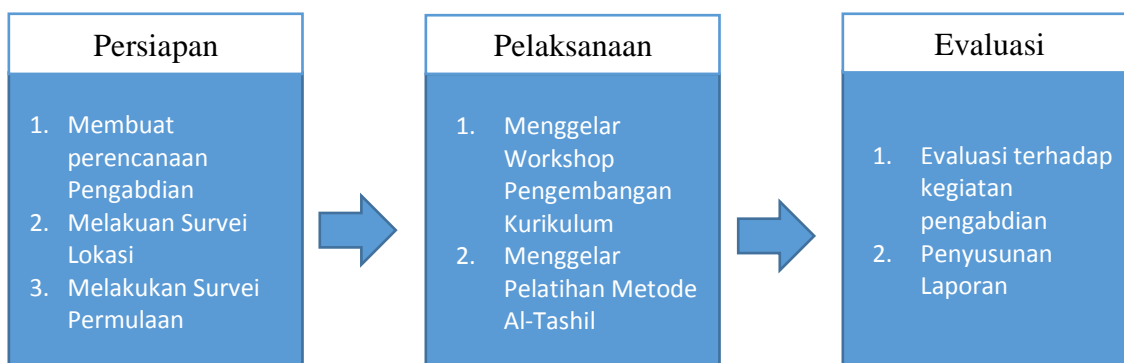 Persiapan
1. Membuat
perencanaan
Pengabdian
2. Melakuan Survei
Lokasi
3. Melakukan Survei
Permulaan
Pelaksanaan
1. Menggelar
Workshop
Pengembangan
Kurikulum
2. Menggelar
Pelatihan Metode
Al-Tashil
Evaluasi
1. Evaluasi terhadap
kegiatan
pengabdian
2. Penyusunan
Laporan